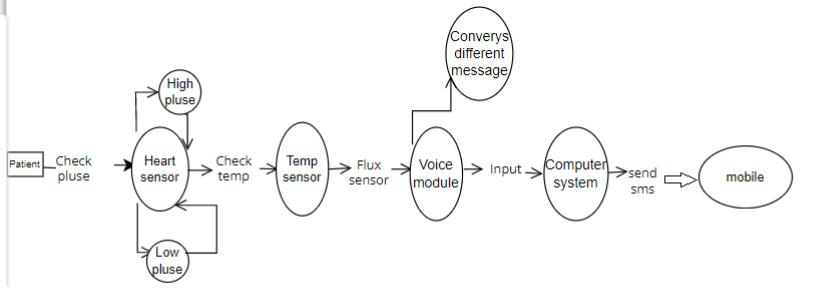 Converys
different
message
High
pluse
Patient
Check
pluse
Heart
sensor
Check
temp
Temp
sensor
Flux
sensor
Voice
module
Input
Computer
system
send
sms
mobile
Low
pluse